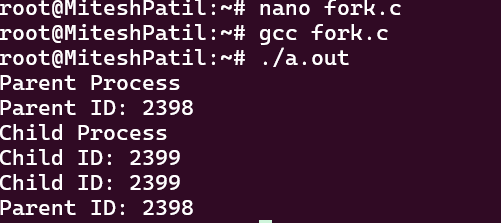 root@MiteshPatil:~# nano fork.c
root@MiteshPatil:~# gcc fork.c
root@MiteshPatil:~# ./a.out
Parent Process
Parent ID: 2398
Child Process
Child ID: 2399
Child ID: 2399
Parent ID: 2398